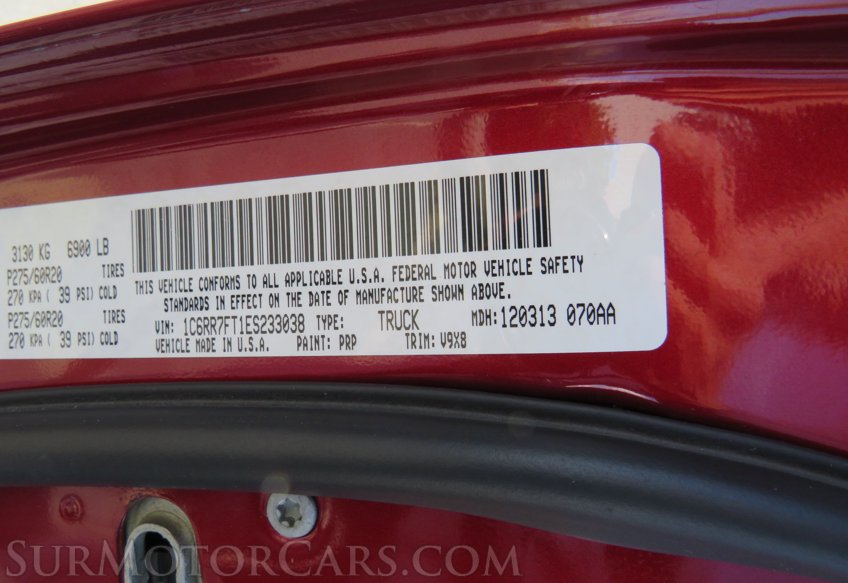 3130 KG 6900 LB
P275/60R20 TIRES
270 KPA ( 39 PSI) COLD
P275/60R20 TIRES
270 KPA ( 39 PSI) COLD
THIS VEHICLE CONFORMS TO ALL APPLICABLE U.S.A. FEDERAL MOTOR VEHICLE SAFETY
STANDARDS IN EFFECT ON THE DATE OF MANUFACTURE SHOWN ABOVE.
VIN: 1C6RR7FT1ES233038 TYPE: TRUCK MDH: 120313 070AA
VEHICLE MADE IN U.S.A. PAINT: PRP TRIM: V9X8
SurMotorCars.com